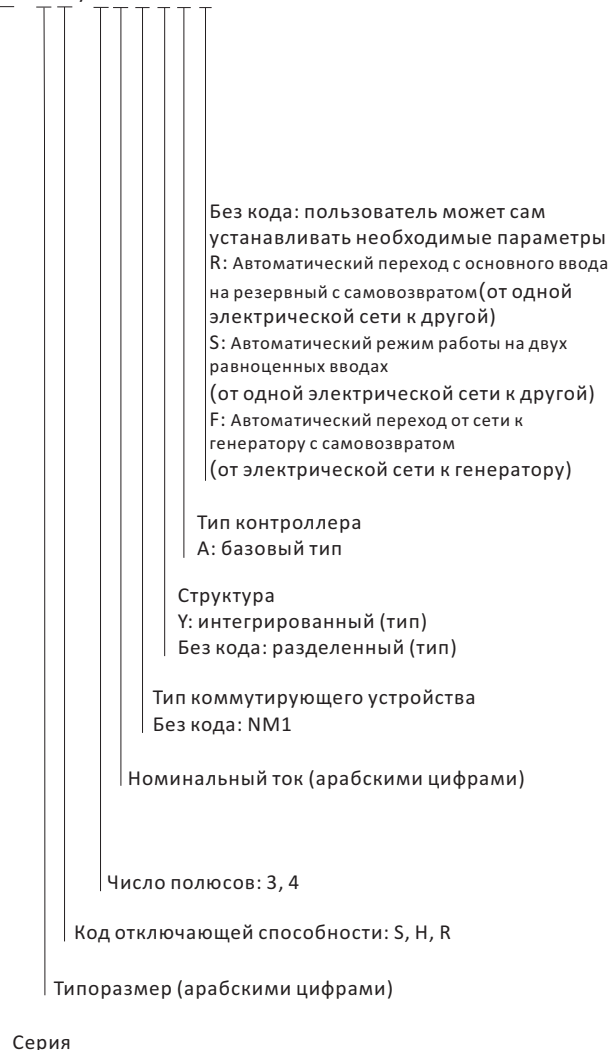 Без кода: пользователь может сам
устанавливать необходимые параметры
R: Автоматический переход с основного ввода
на резервный с самовозвратом(от одной
электрической сети к другой)
S: Автоматический режим работы на двух
равноценных вводах
(от одной электрической сети к другой)
F: Автоматический переход от сети к
генератору с самовозвратом
(от электрической сети к генератору)
Тип контроллера
A: базовый тип
Структура
Y: интегрированный (тип)
Без кода: разделенный (тип)
Тип коммутирующего устройства
Без кода: NM1
Номинальный ток (арабскими цифрами)
Число полюсов: 3, 4
Код отключающей способности: S, H, R
Типоразмер (арабскими цифрами)
Серия